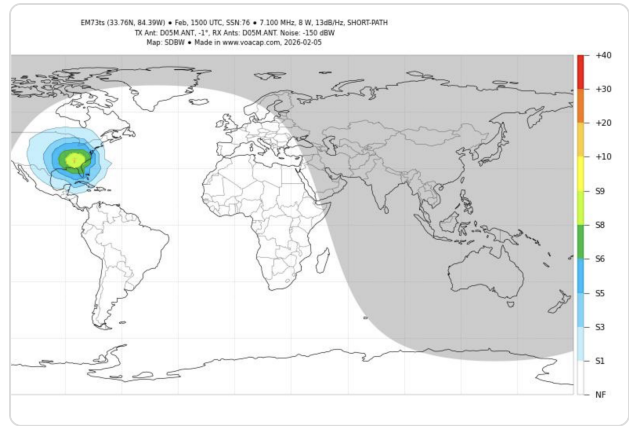 EM73ts (33.76N, 84.39W) • Feb, 1500 UTC, SSN:76 • 7.100 MHz, 8 W, 13dB/Hz, SHORT-PATH
TX Ant: D05M.ANT, -1°, RX Ants: D05M.ANT. Noise: -150 dBW
Map: SDBW • Made in www.voacap.com, 2026-02-05
+40
+30
+20
+10
S9
S8
S6
S5
S3
S1
NF